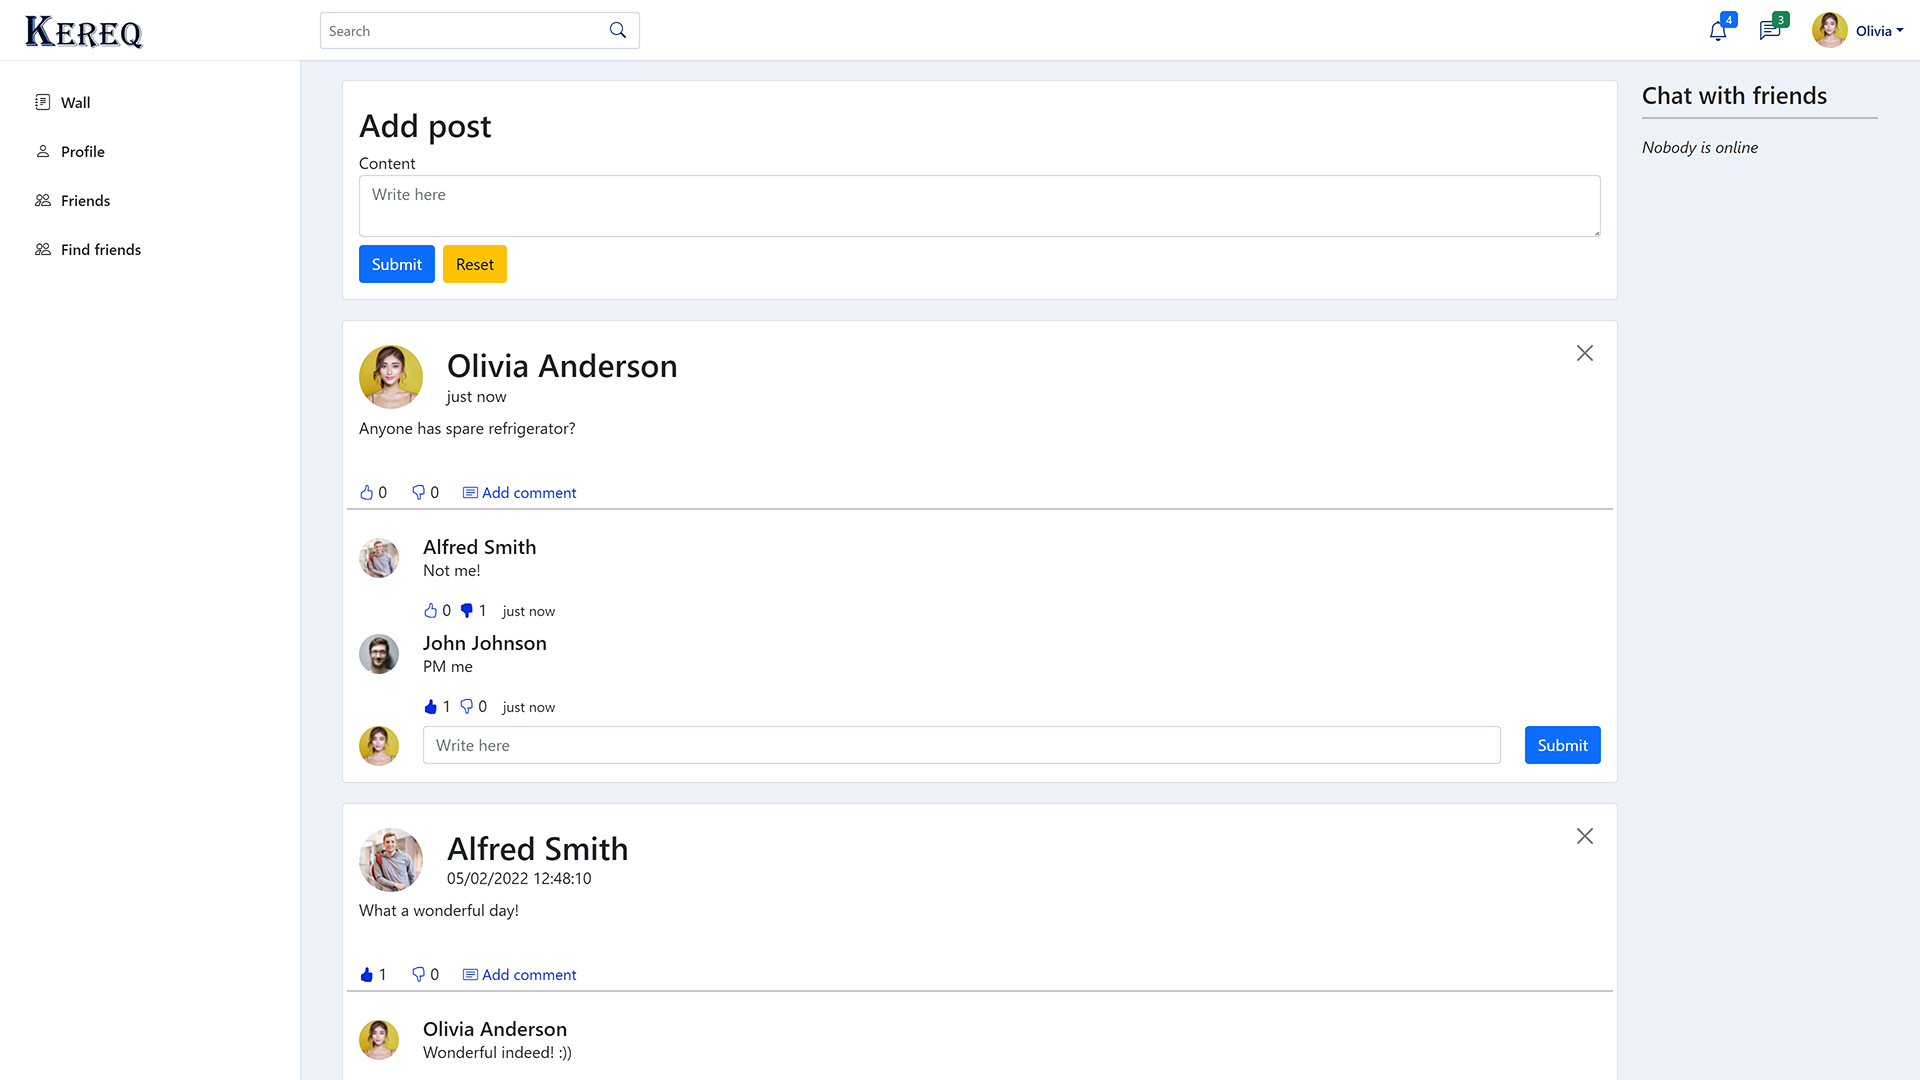 KEREQ
Search
4
3
Olivia
Wall
Profile
Friends
Find friends
Add post
Content
Write here
Submit
Reset
Olivia Anderson
just now
Anyone has spare refrigerator?
0
0
Add comment
Alfred Smith
Not me!
0
1
just now
John Johnson
PM me
1
0
just now
Write here
Submit
Alfred Smith
05/02/2022 12:48:10
What a wonderful day!
1
0
Add comment
Olivia Anderson
Wonderful indeed! :))
Chat with friends
Nobody is online